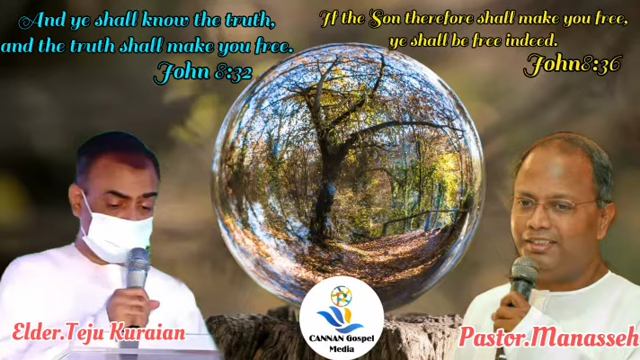 And ye shall know the truth,
and the truth shall make you free.
John 8:32
If the Son therefore shall make you free,
ye shall be free indeed.
John8:36
CANNAN Gospel
Media
Elder.Teju Kuraian
Pastor.Manasseh